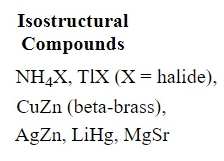 Isostructural
Compounds
NH₄X, TlX (X = halide),
CuZn (beta-brass),
AgZn, LiHg, MgSr